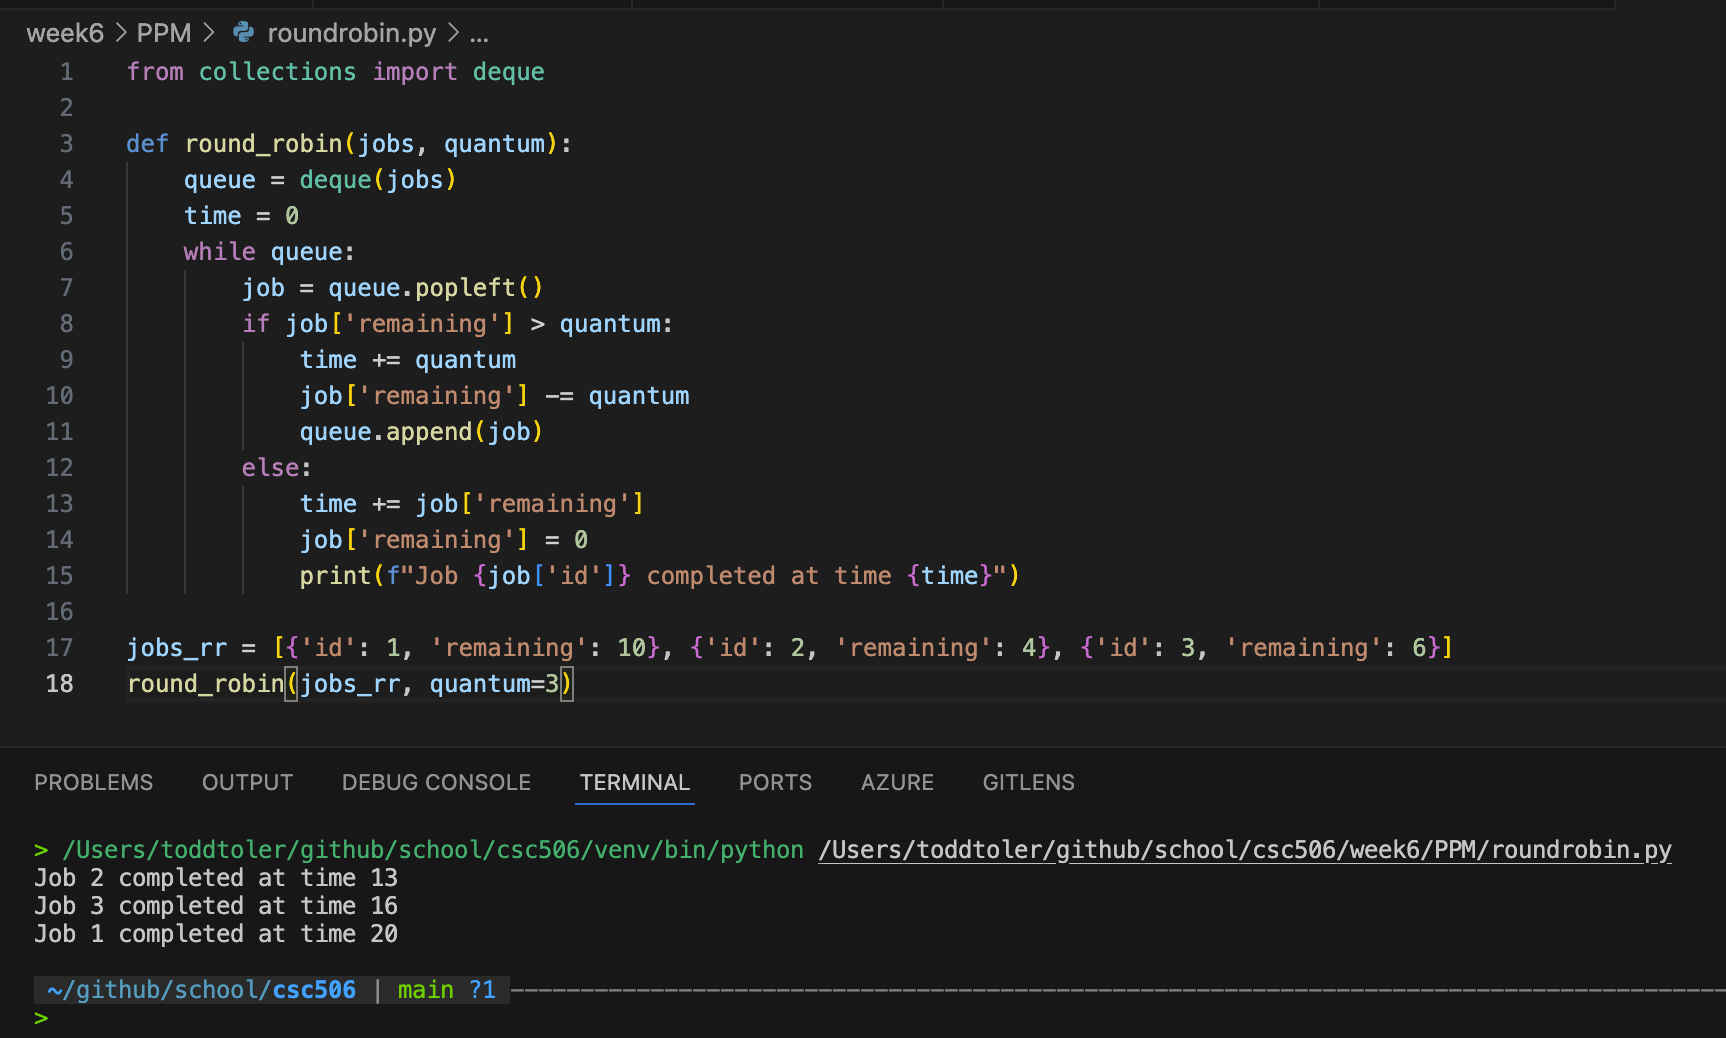 week6 > PPM > roundrobin.py > ...
1 from collections import deque
2
3 def round_robin(jobs, quantum):
4     queue = deque(jobs)
5     time = 0
6     while queue:
7         job = queue.popleft()
8         if job['remaining'] > quantum:
9             time += quantum
10             job['remaining'] -= quantum
11             queue.append(job)
12         else:
13             time += job['remaining']
14             job['remaining'] = 0
15             print(f"Job {job['id']} completed at time {time}")
16
17 jobs_rr = [{'id': 1, 'remaining': 10}, {'id': 2, 'remaining': 4}, {'id': 3, 'remaining': 6}]
18 round_robin(jobs_rr, quantum=3)
PROBLEMS OUTPUT DEBUG CONSOLE TERMINAL PORTS AZURE GITLENS
> /Users/toddtoler/github/school/csc506/venv/bin/python /Users/toddtoler/github/school/csc506/week6/PPM/roundrobin.py
Job 2 completed at time 13
Job 3 completed at time 16
Job 1 completed at time 20
~/github/school/csc506 | main ?1
>